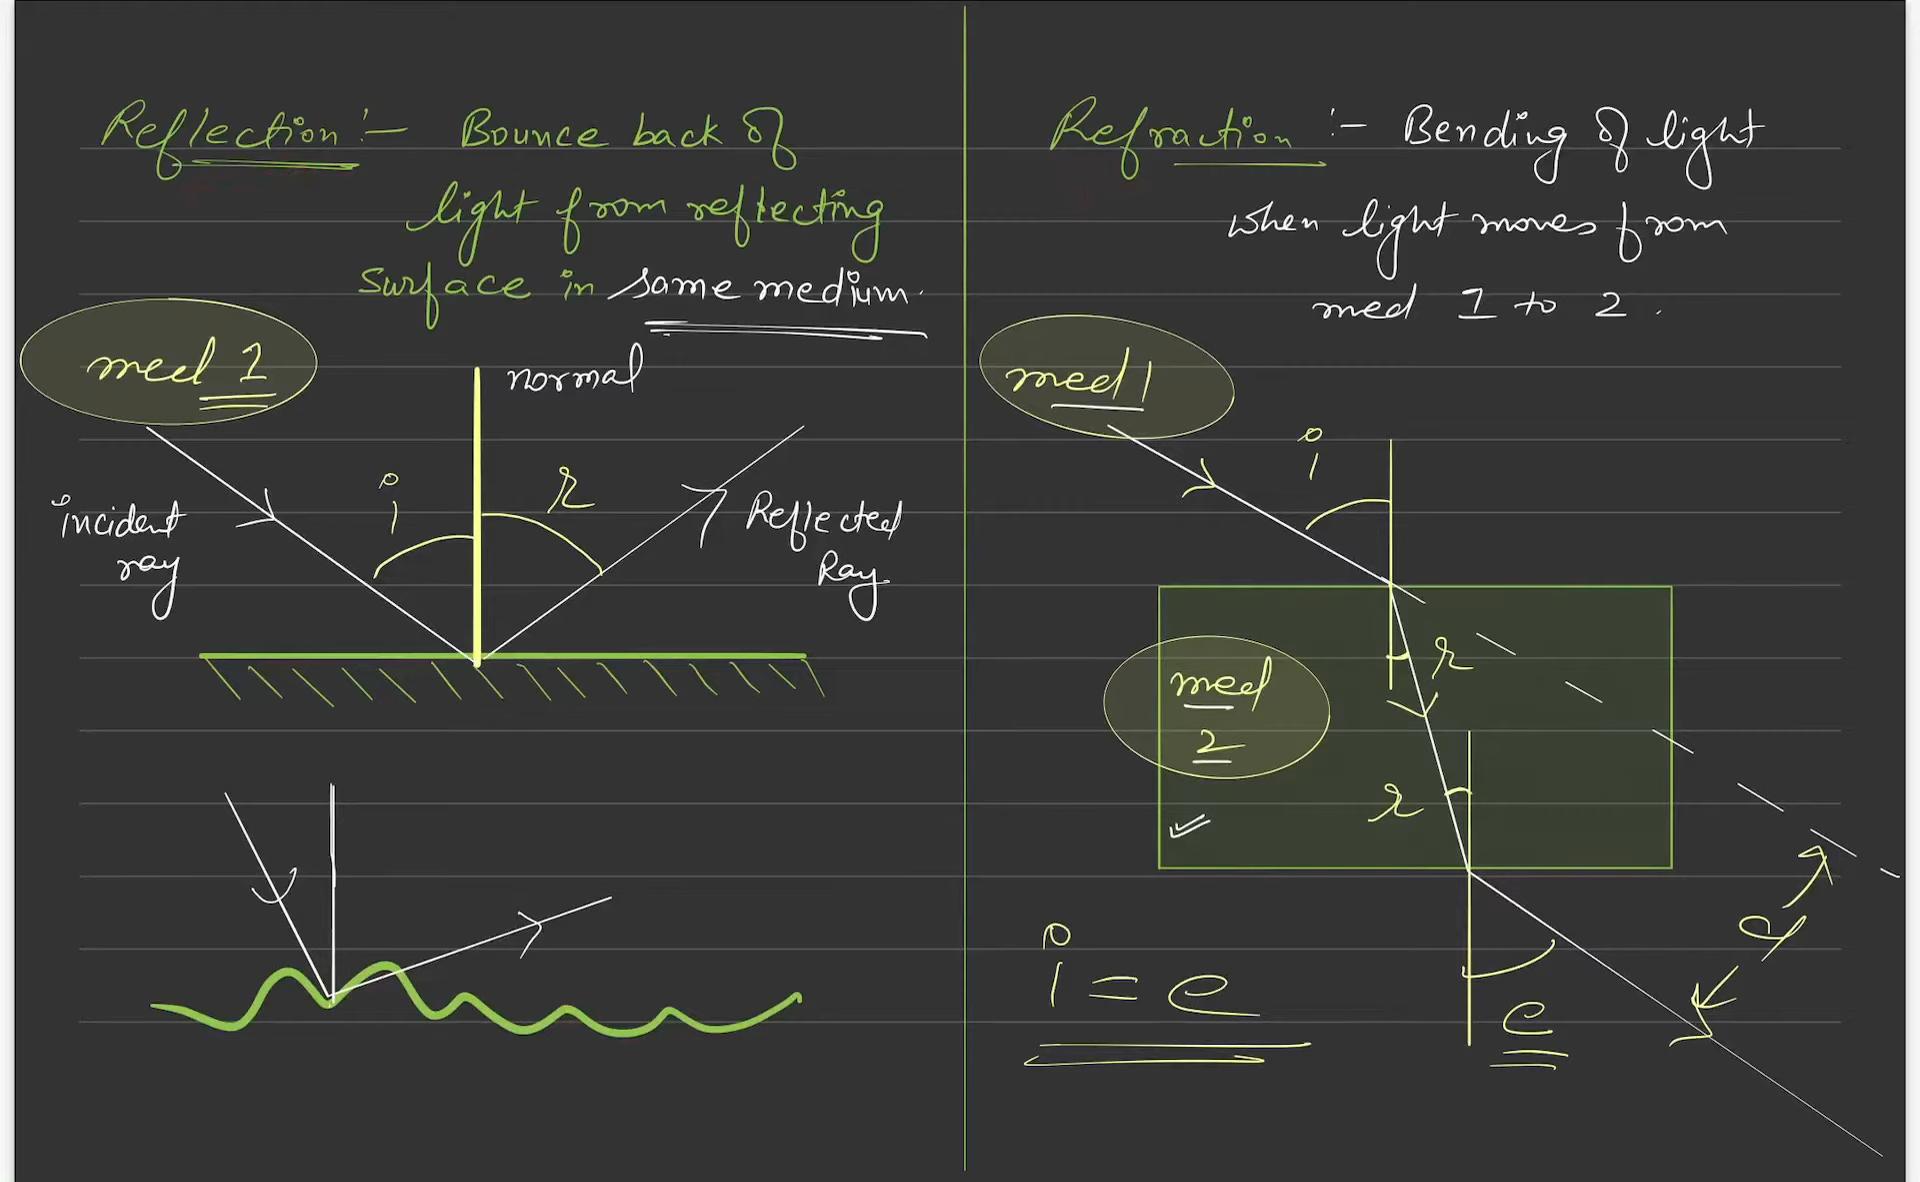 Reflection :- Bounce back of
light from reflecting
surface in same medium.
med 1
normal
i
r
incident
ray
Reflected
Ray
Refraction :- Bending of light
when light moves from
med 1 to 2.
med 1
i
r
med
2
r
d
i = e
e